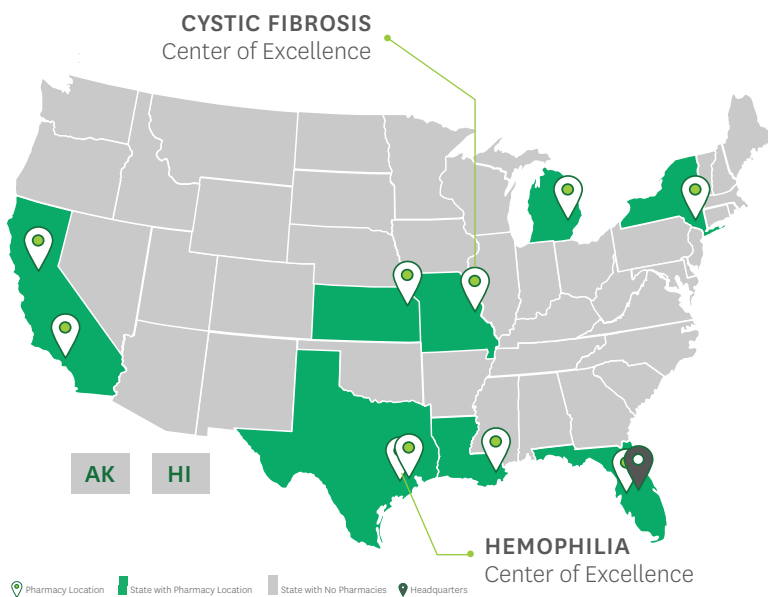 CYSTIC FIBROSIS
Center of Excellence
AK
HI
HEMOPHILIA
Center of Excellence
Pharmacy Location
State with Pharmacy Location
State with No Pharmacies
Headquarters